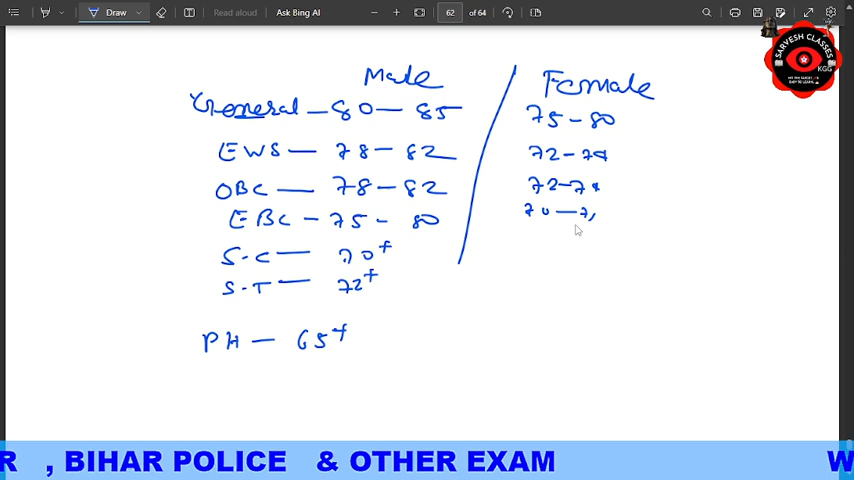 Draw
Read aloud
Ask Bing AI
62 of 64
SARVESH CLASSES
KGG
Male Female
General — 80 — 85 75 - 80
EWS — 78 - 82 72 - 78
OBC — 78 - 82 72 - 78
EBC - 75 - 80 70 —
S.C — 70+
S.T — 72+
PH — 65+
R , BIHAR POLICE & OTHER EXAM W